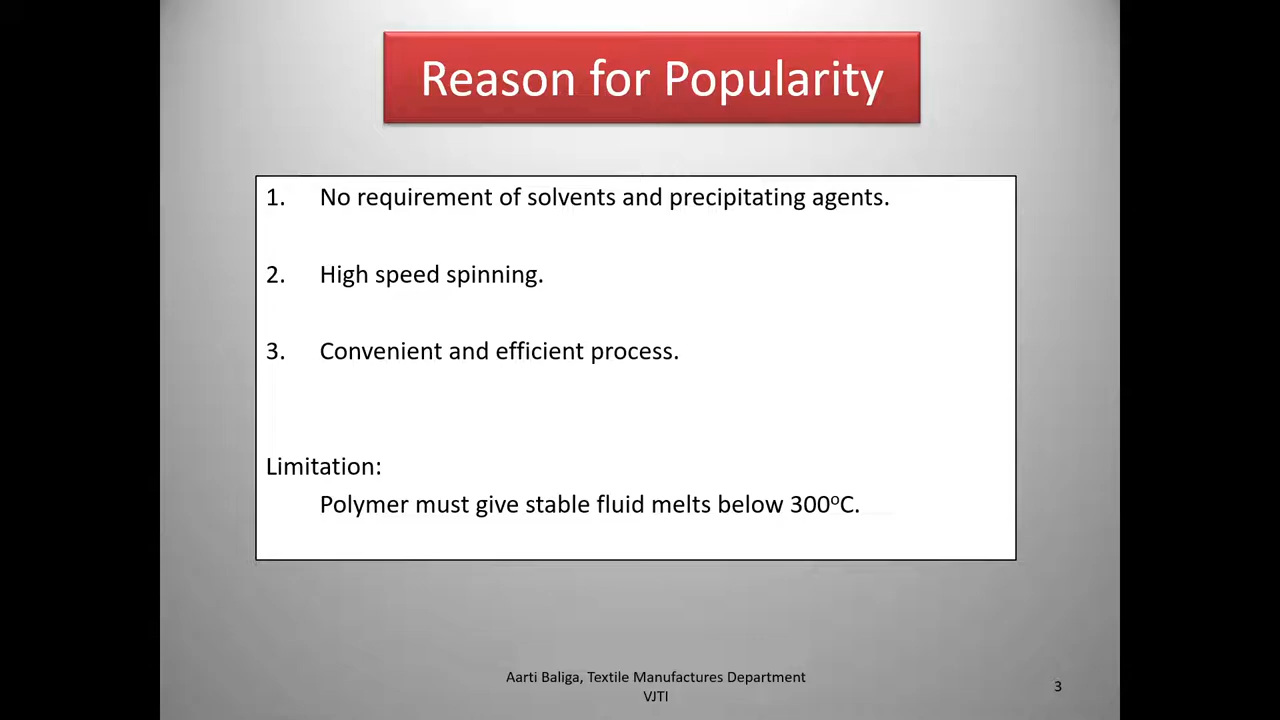 Reason for Popularity
1. No requirement of solvents and precipitating agents.
2. High speed spinning.
3. Convenient and efficient process.
Limitation:
Polymer must give stable fluid melts below 300ºC.
Aarti Baliga, Textile Manufactures Department
VJTI
3